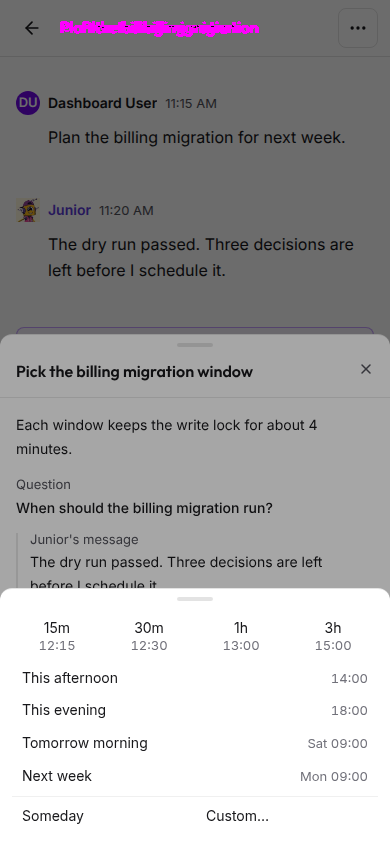 DU Dashboard User 11:15 AM
Plan the billing migration for next week.
Junior 11:20 AM
The dry run passed. Three decisions are
left before I schedule it.
Pick the billing migration window
Each window keeps the write lock for about 4
minutes.
Question
When should the billing migration run?
Junior's message
The dry run passed. Three decisions are left
before I schedule it.
15m 30m 1h 3h
12:15 12:30 13:00 15:00
This afternoon 14:00
This evening 18:00
Tomorrow morning Sat 09:00
Next week Mon 09:00
Someday Custom...